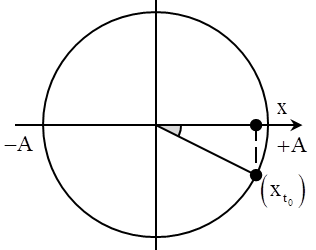 x
−A
+A
(x_{t_0})